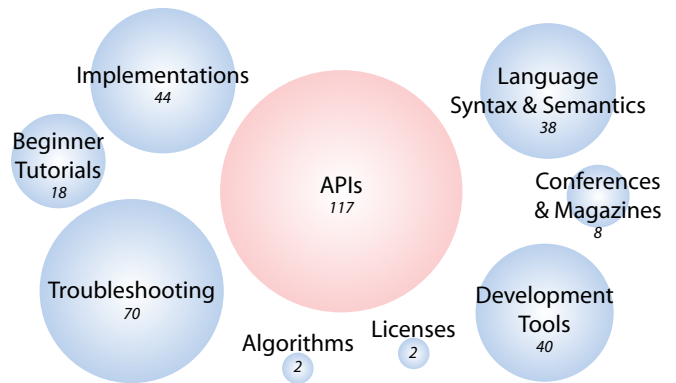 Implementations
44
Language
Syntax & Semantics
38
Beginner
Tutorials
18
APIs
117
Conferences
& Magazines
8
Troubleshooting
70
Development
Tools
40
Algorithms
2
Licenses
2